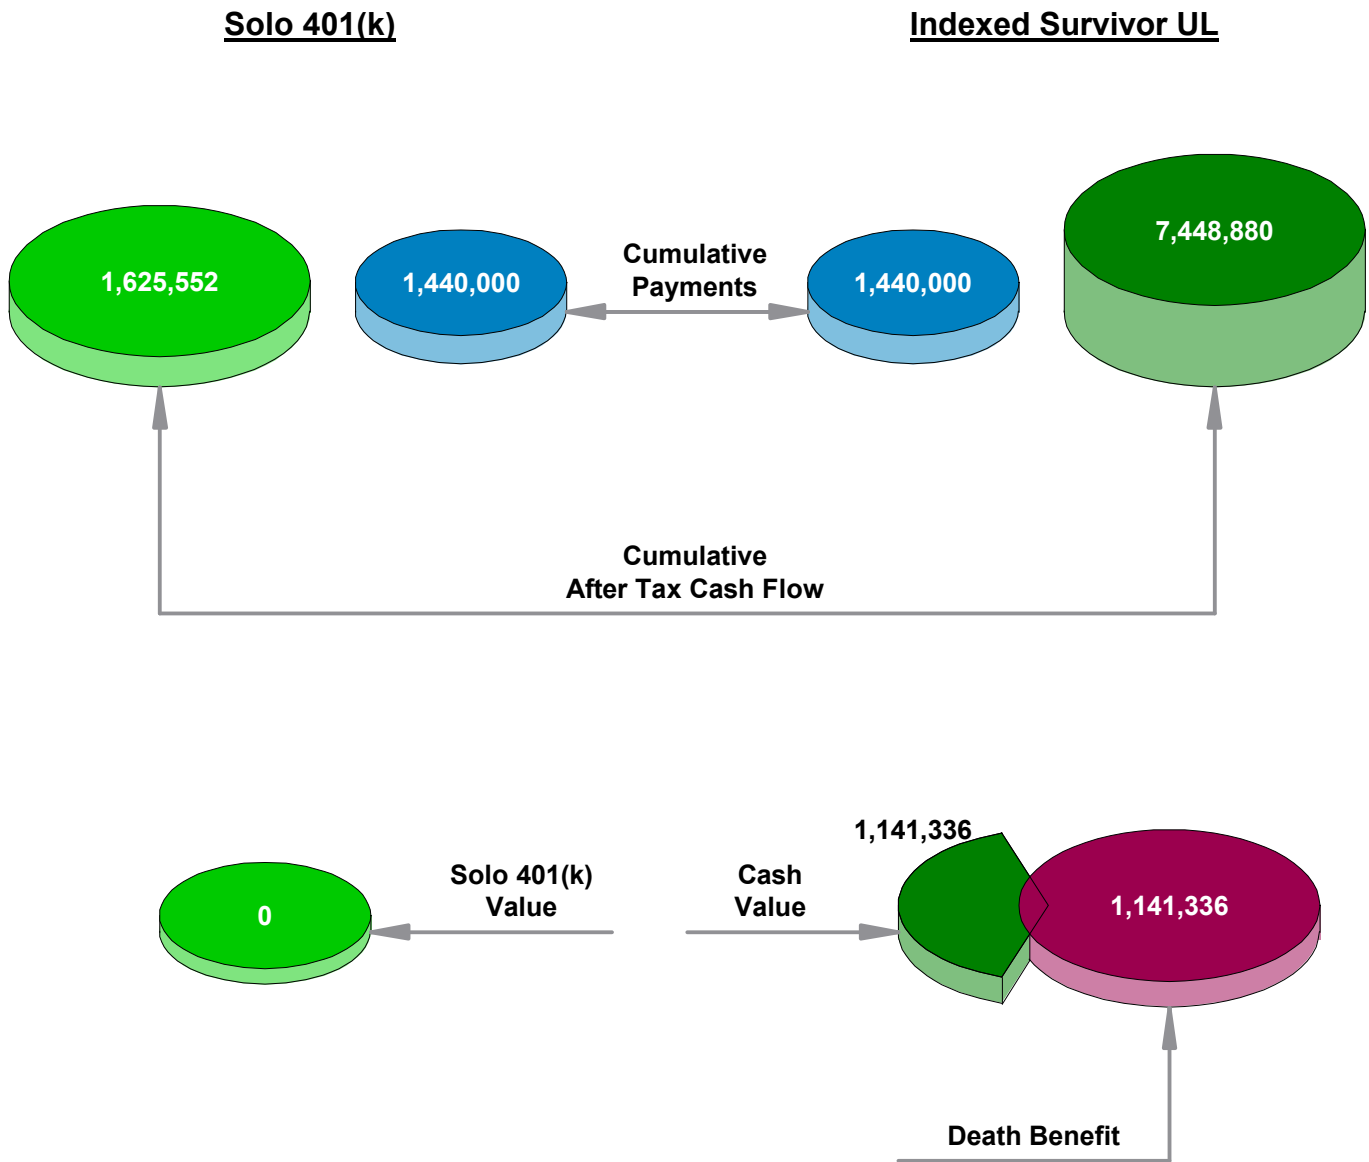 Solo 401(k)
Indexed Survivor UL
1,625,552
1,440,000
Cumulative
Payments
1,440,000
7,448,880
Cumulative
After Tax Cash Flow
0
Solo 401(k)
Value
Cash
Value
1,141,336
1,141,336
Death Benefit